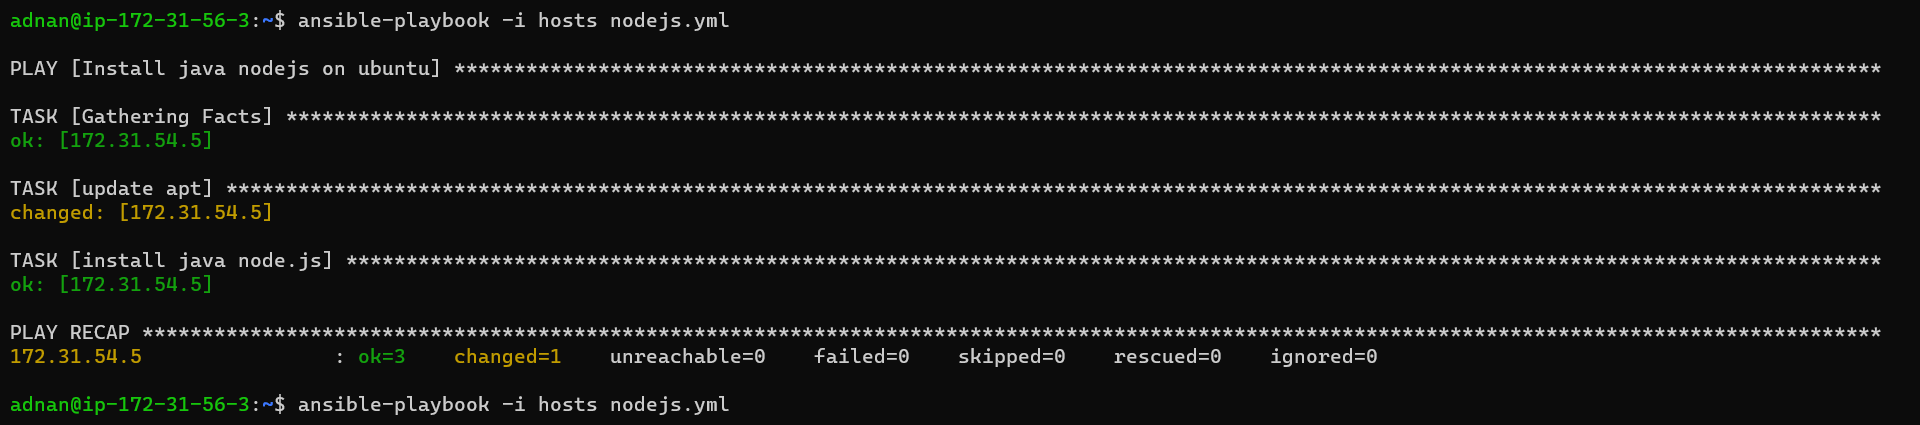 adnan@ip-172-31-56-3:~$ ansible-playbook -i hosts nodejs.yml
PLAY [Install java nodejs on ubuntu] ***********************************************************************************************************************
TASK [Gathering Facts] *************************************************************************************************************************************
ok: [172.31.54.5]
TASK [update apt] ******************************************************************************************************************************************
changed: [172.31.54.5]
TASK [install java node.js] ********************************************************************************************************************************
ok: [172.31.54.5]
PLAY RECAP *************************************************************************************************************************************************
172.31.54.5                : ok=3    changed=1    unreachable=0    failed=0    skipped=0    rescued=0    ignored=0
adnan@ip-172-31-56-3:~$ ansible-playbook -i hosts nodejs.yml